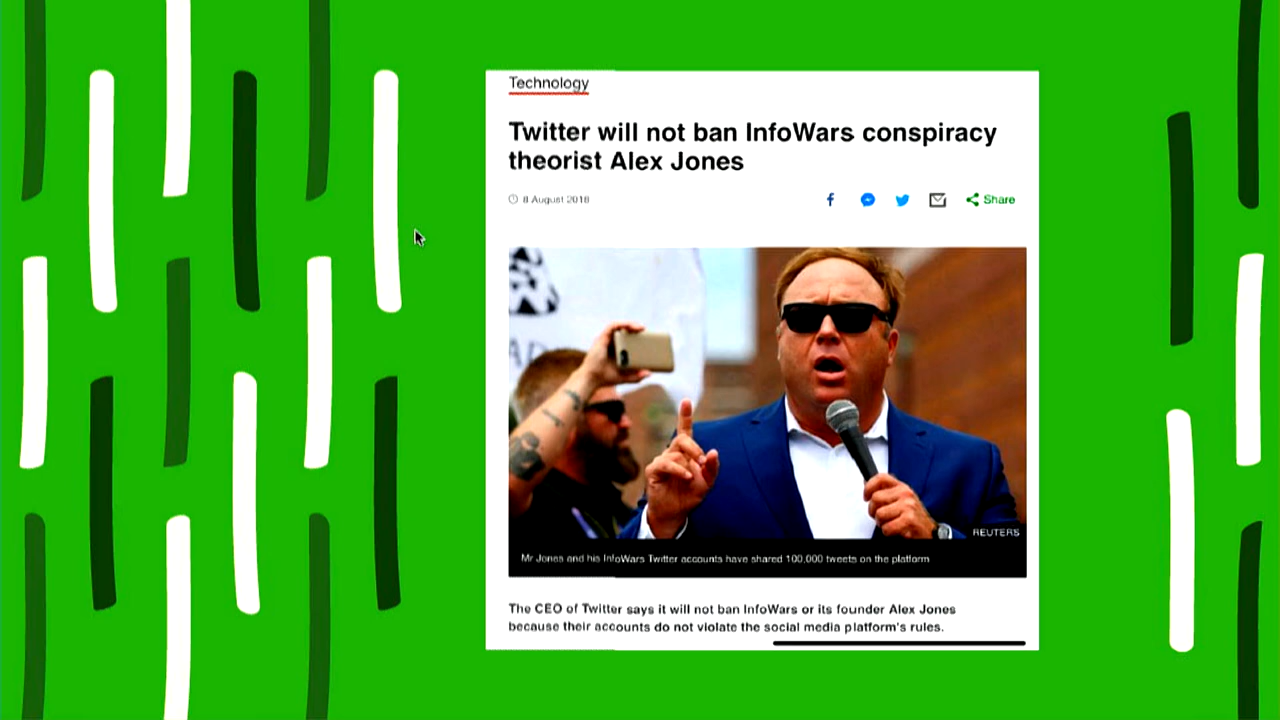 Technology
Twitter will not ban InfoWars conspiracy
theorist Alex Jones
8 August 2018
Share
REUTERS
Mr Jones and his InfoWars Twitter accounts have shared 100,000 tweets on the platform
The CEO of Twitter says it will not ban InfoWars or its founder Alex Jones
because their accounts do not violate the social media platform's rules.